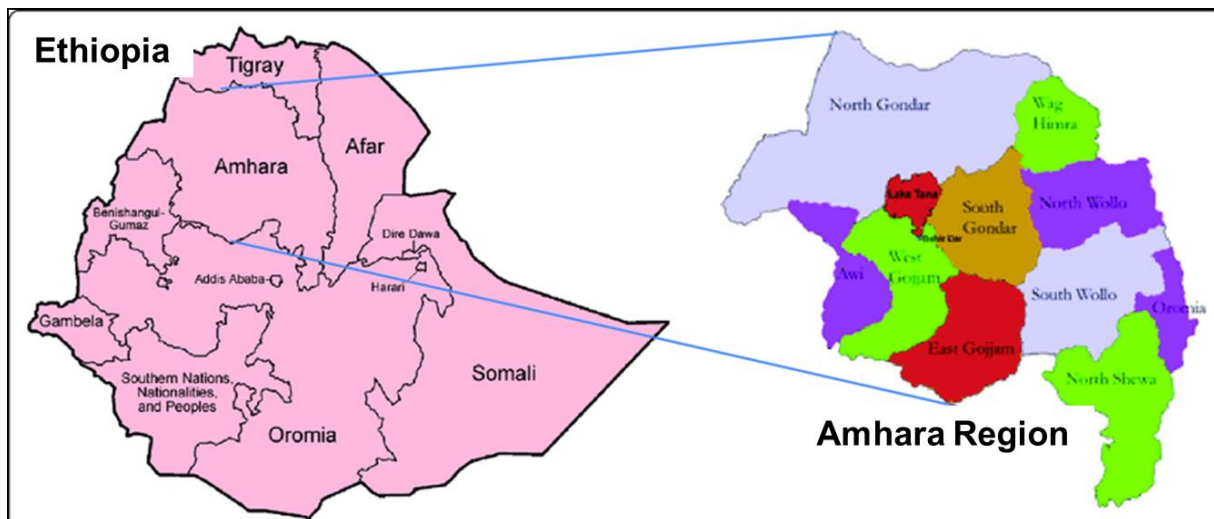 Ethiopia
Tigray
Afar
Amhara
Benishangul-
Gumaz
Dire Dawa
Addis Ababa
Harari
Gambela
Southern Nations,
Nationalities,
and Peoples
Somali
Oromia
North Gondar
Wag
Himra
Lake Tana
North Wollo
South
Gondar
Bahir Dar
West
Gojam
Awi
South Wollo
Oromia
East Gojjam
North Shewa
Amhara Region